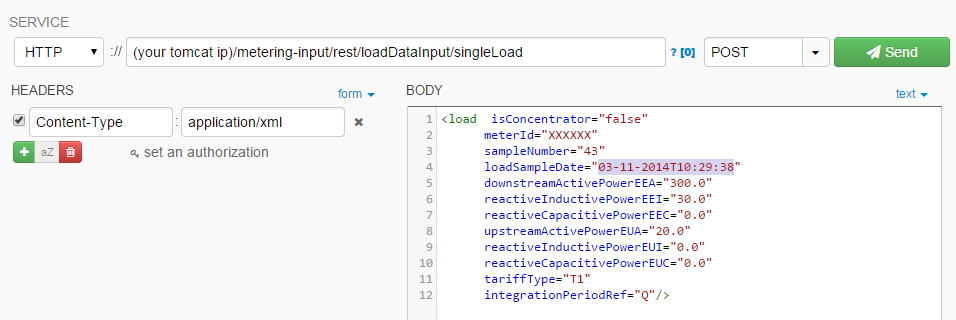 SERVICE
HTTP :// (your tomcat ip)/metering-input/rest/loadDataInput/singleLoad ? [0] POST Send
HEADERS form BODY text
Content-Type : application/xml
aZ set an authorization
1 <load  isConcentrator="false"
2 meterId="XXXXXX"
3 sampleNumber="43"
4 loadSampleDate="03-11-2014T10:29:38"
5 downstreamActivePowerEEA="300.0"
6 reactiveInductivePowerEEI="30.0"
7 reactiveCapacitivePowerEEC="0.0"
8 upstreamActivePowerEUA="20.0"
9 reactiveInductivePowerEUI="0.0"
10 reactiveCapacitivePowerEUC="0.0"
11 tariffType="T1"
12 integrationPeriodRef="Q"/>